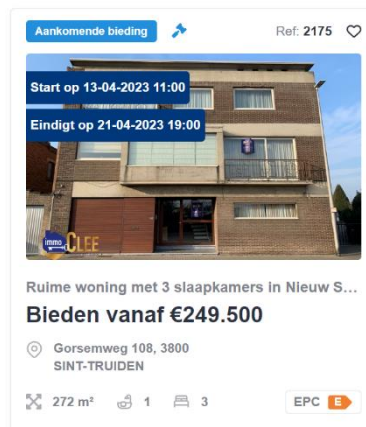 Aankomende bieding
Ref: 2175
Start op 13-04-2023 11:00
Eindigt op 21-04-2023 19:00
immo CLEE
Ruime woning met 3 slaapkamers in Nieuw S...
Bieden vanaf €249.500
Gorsemweg 108, 3800
SINT-TRUIDEN
272 m² 1 3 EPC E